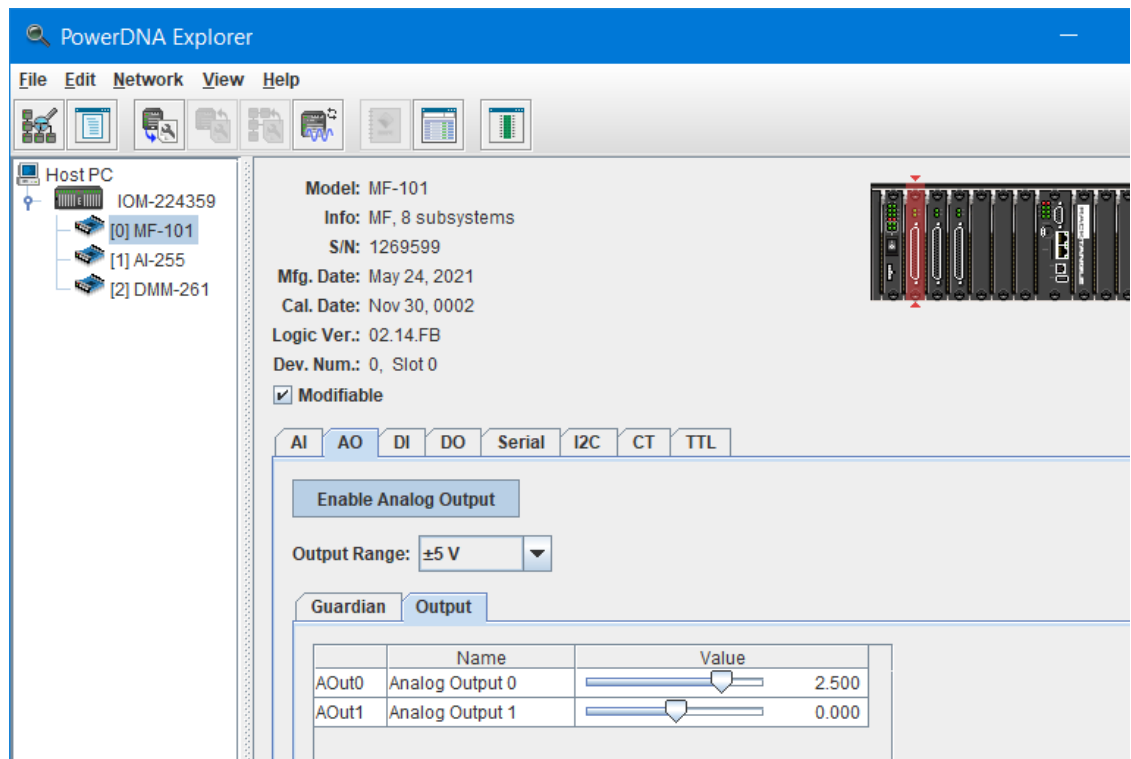 PowerDNA Explorer
File Edit Network View Help
Host PC
IOM-224359
[0] MF-101
[1] AI-255
[2] DMM-261
Model: MF-101
Info: MF, 8 subsystems
S/N: 1269599
Mfg. Date: May 24, 2021
Cal. Date: Nov 30, 0002
Logic Ver.: 02.14.FB
Dev. Num.: 0, Slot 0
Modifiable
RACKTANGLE
AI AO DI DO Serial I2C CT TTL
Enable Analog Output
Output Range: ±5 V
Guardian Output
Name Value
AOut0 Analog Output 0 2.500
AOut1 Analog Output 1 0.000